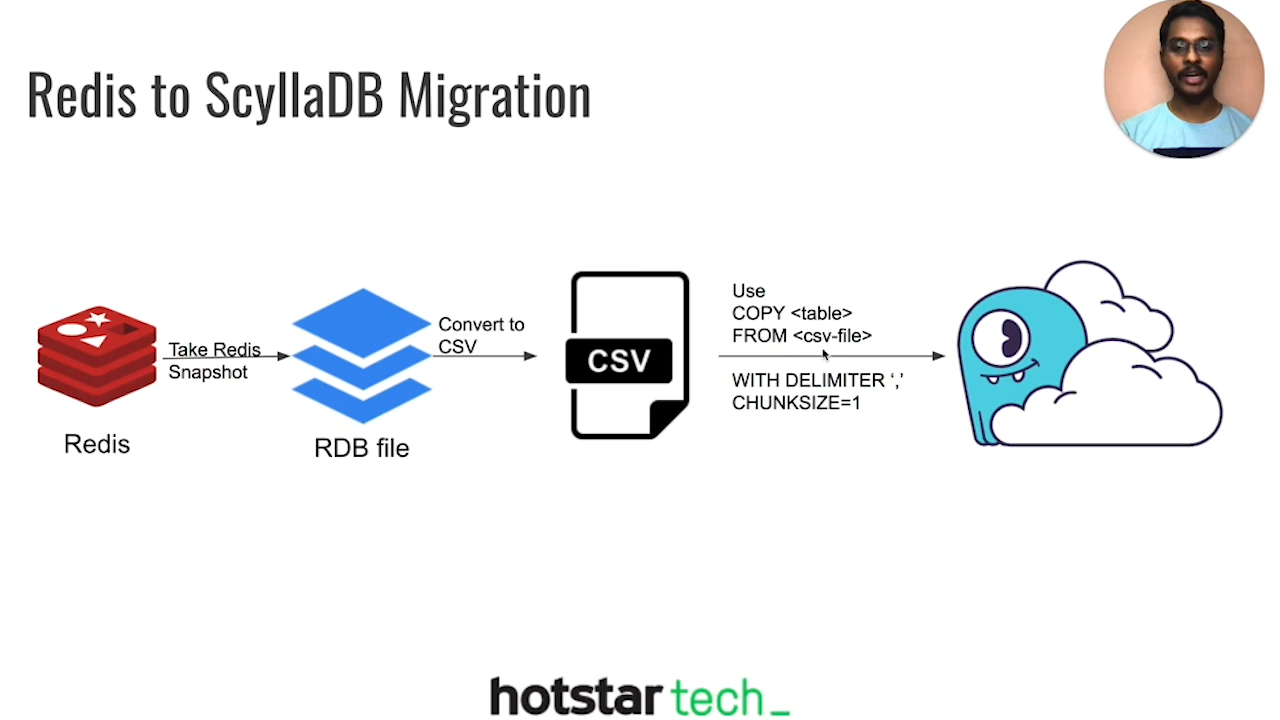 Redis to ScyllaDB Migration
Take Redis
Snapshot
Redis
RDB file
Convert to
CSV
CSV
Use
COPY <table>
FROM <csv-file>
WITH DELIMITER ‘,’
CHUNKSIZE=1
hotstar tech_